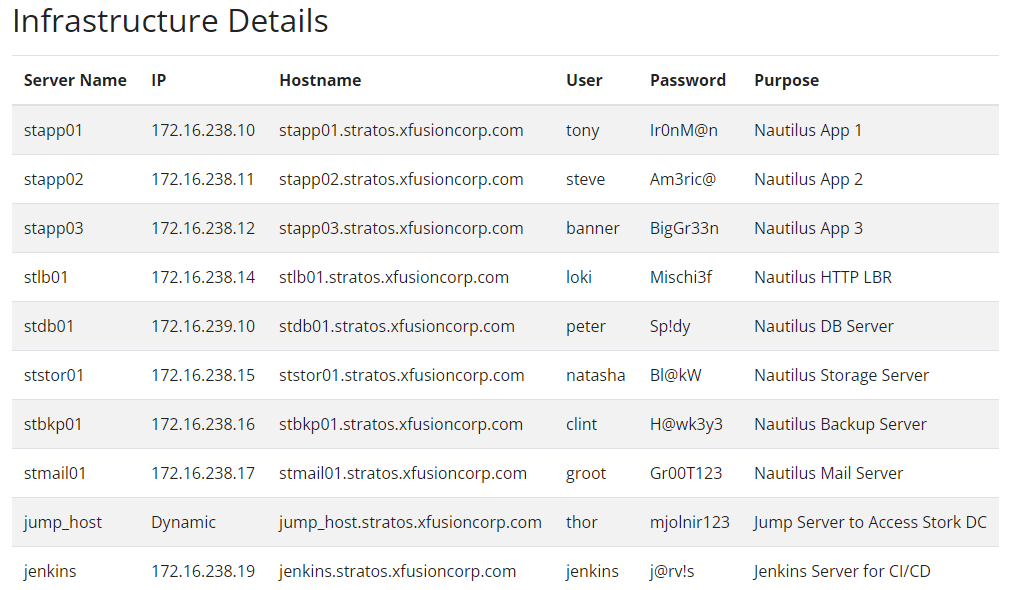 Infrastructure Details
Server Name IP Hostname User Password Purpose
stapp01 172.16.238.10 stapp01.stratos.xfusioncorp.com tony Ir0nM@n Nautilus App 1
stapp02 172.16.238.11 stapp02.stratos.xfusioncorp.com steve Am3ric@ Nautilus App 2
stapp03 172.16.238.12 stapp03.stratos.xfusioncorp.com banner BigGr33n Nautilus App 3
stlb01 172.16.238.14 stlb01.stratos.xfusioncorp.com loki Mischi3f Nautilus HTTP LBR
stdb01 172.16.239.10 stdb01.stratos.xfusioncorp.com peter Sp!dy Nautilus DB Server
ststor01 172.16.238.15 ststor01.stratos.xfusioncorp.com natasha Bl@kW Nautilus Storage Server
stbkp01 172.16.238.16 stbkp01.stratos.xfusioncorp.com clint H@wk3y3 Nautilus Backup Server
stmail01 172.16.238.17 stmail01.stratos.xfusioncorp.com groot Gr00T123 Nautilus Mail Server
jump_host Dynamic jump_host.stratos.xfusioncorp.com thor mjolnir123 Jump Server to Access Stork DC
jenkins 172.16.238.19 jenkins.stratos.xfusioncorp.com jenkins j@rv!s Jenkins Server for CI/CD